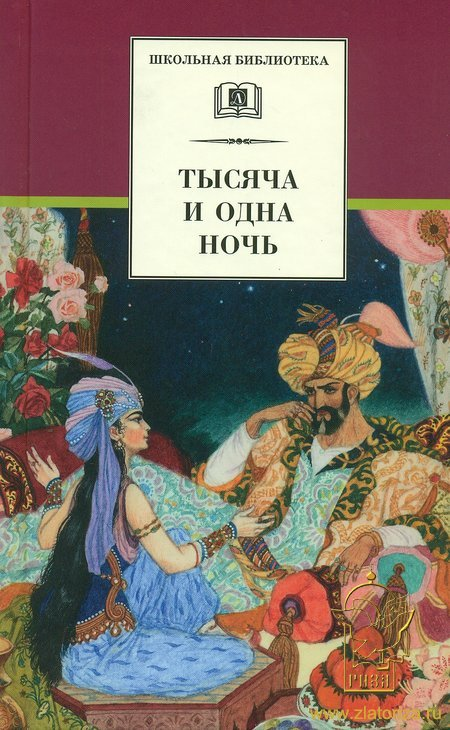 ШКОЛЬНАЯ БИБЛИОТЕКА
ТЫСЯЧА
И ОДНА
НОЧЬ
РИЗА
www.zlatoriza.ru